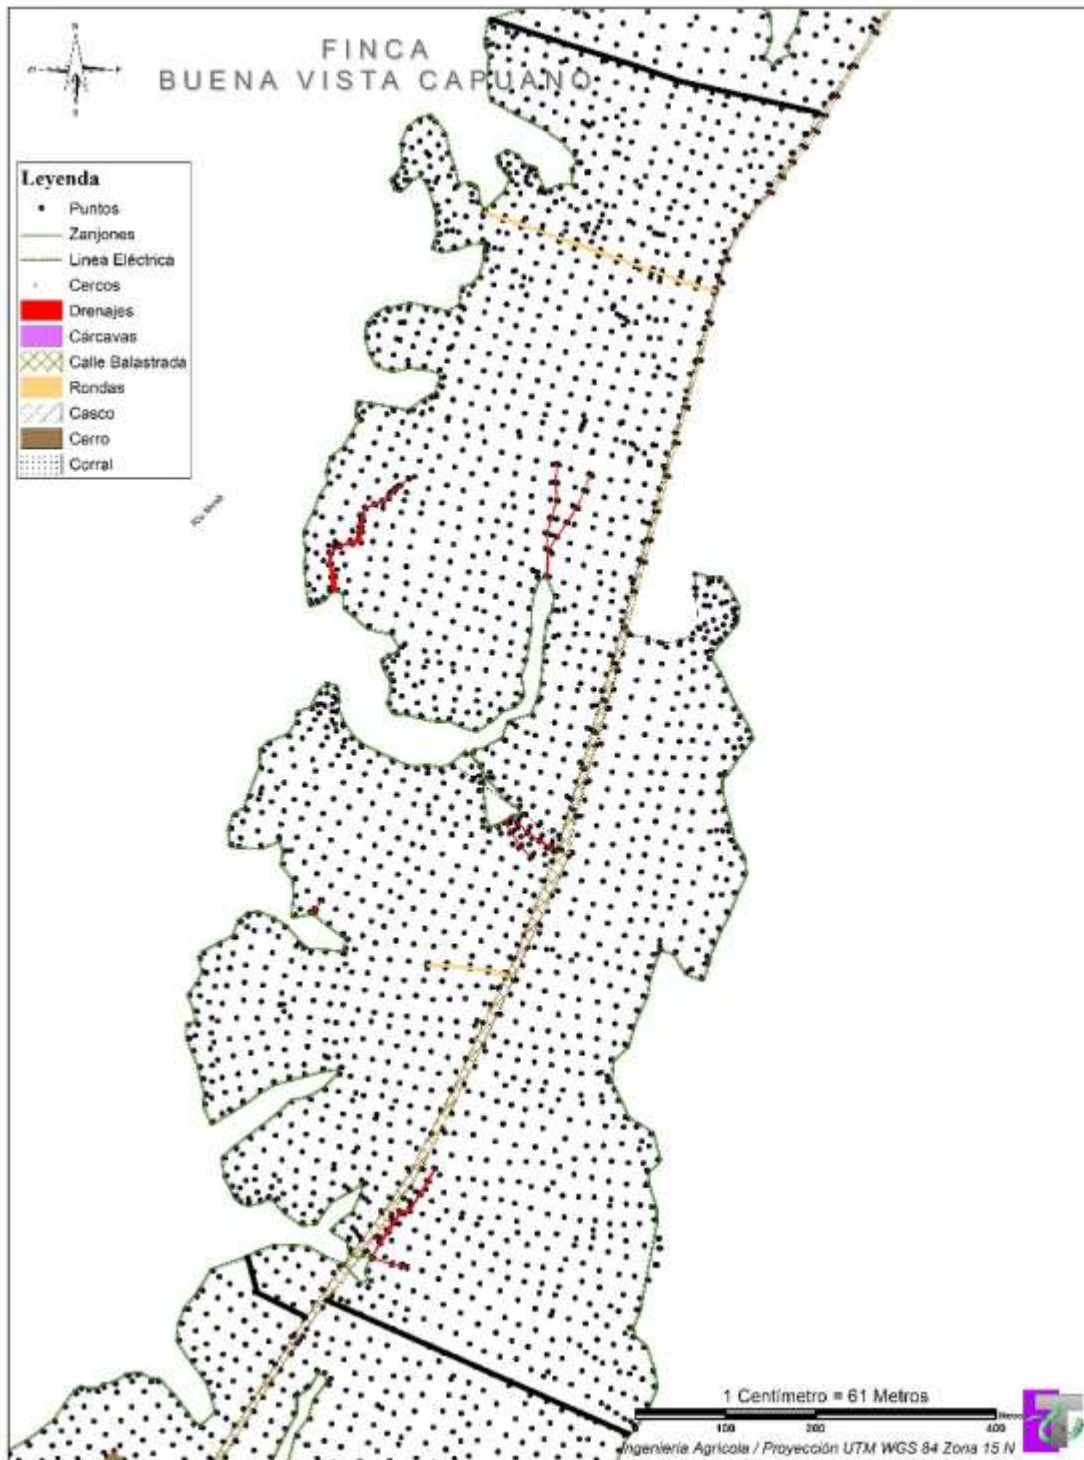 FINCA
BUENA VISTA CAPUANO
Leyenda
Puntos
Zanjones
Linea Eléctrica
Cercos
Drenajes
Cárcavas
Calle Balastrada
Rondas
Casco
Cerro
Corral
1 Centímetro = 61 Metros
100
200
400
Ingeniería Agrícola / Proyección UTM WGS 84 Zona 15 N